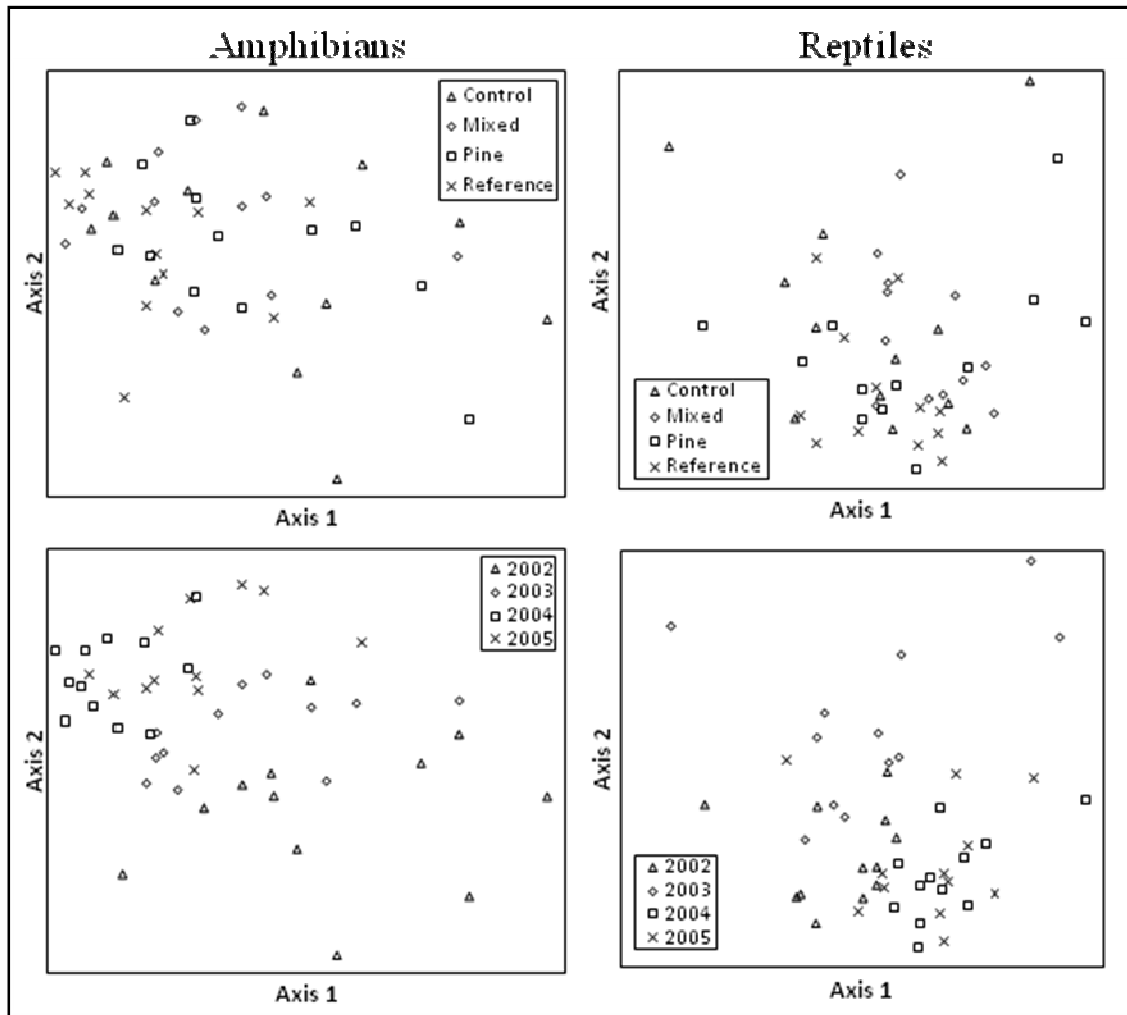 Amphibians
Reptiles
Control
Mixed
Pine
Reference
Axis 2
Axis 1
Control
Mixed
Pine
Reference
Axis 2
Axis 1
2002
2003
2004
2005
Axis 2
Axis 1
2002
2003
2004
2005
Axis 2
Axis 1